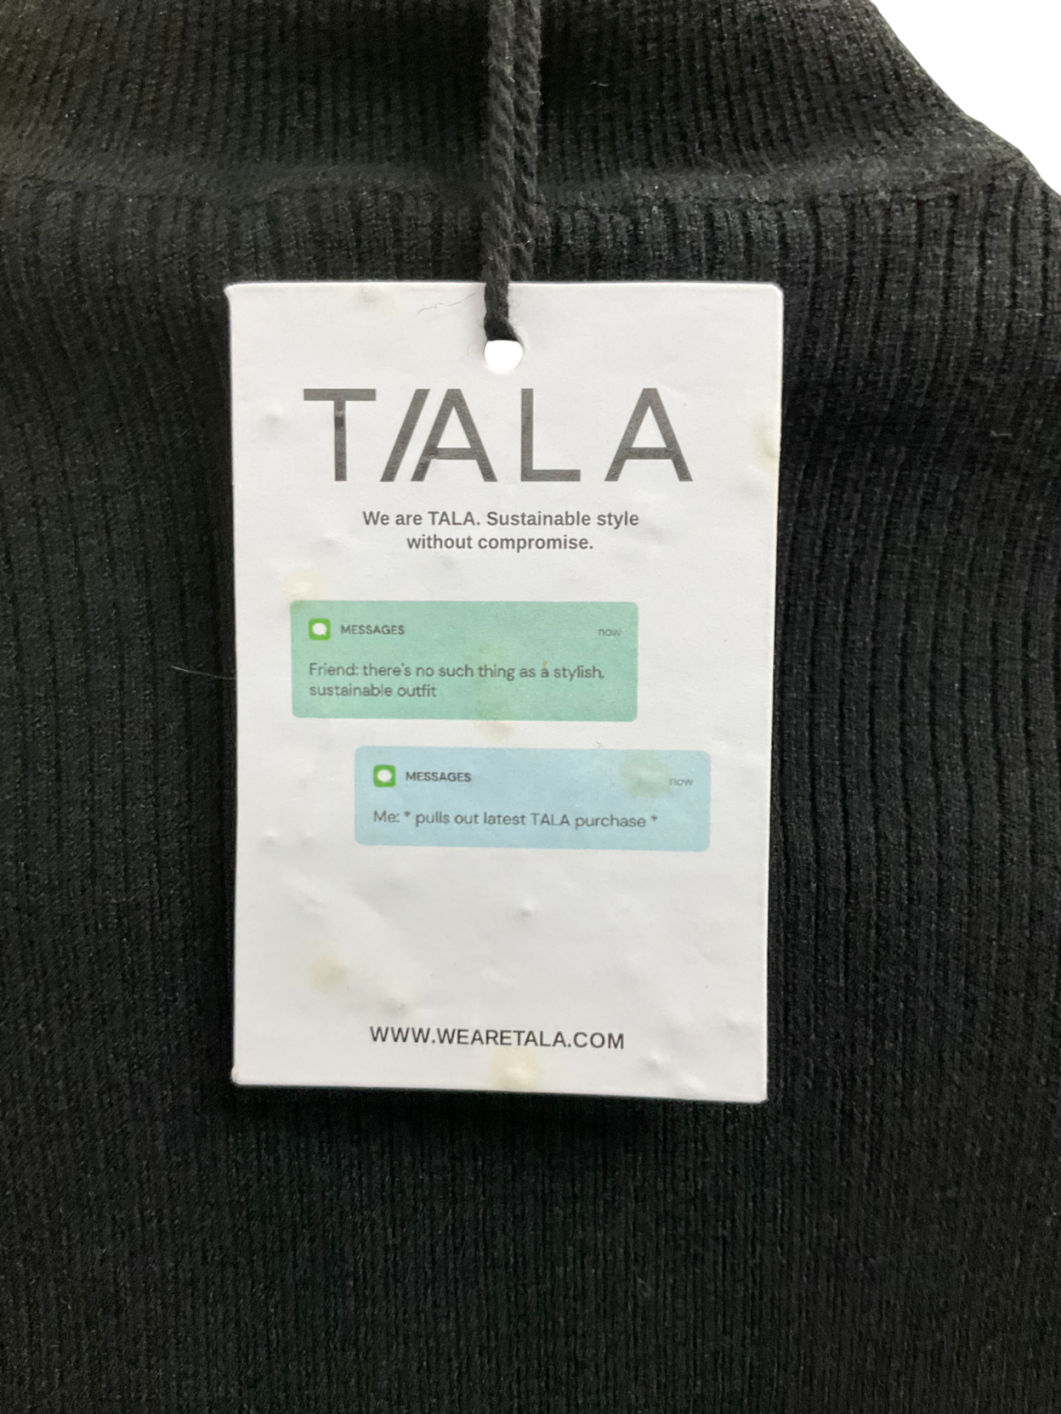 T//ALA
We are TALA. Sustainable style
without compromise.
MESSAGES now
Friend: there's no such thing as a stylish,
sustainable outfit
MESSAGES now
Me: * pulls out latest TALA purchase *
WWW.WEARETALA.COM